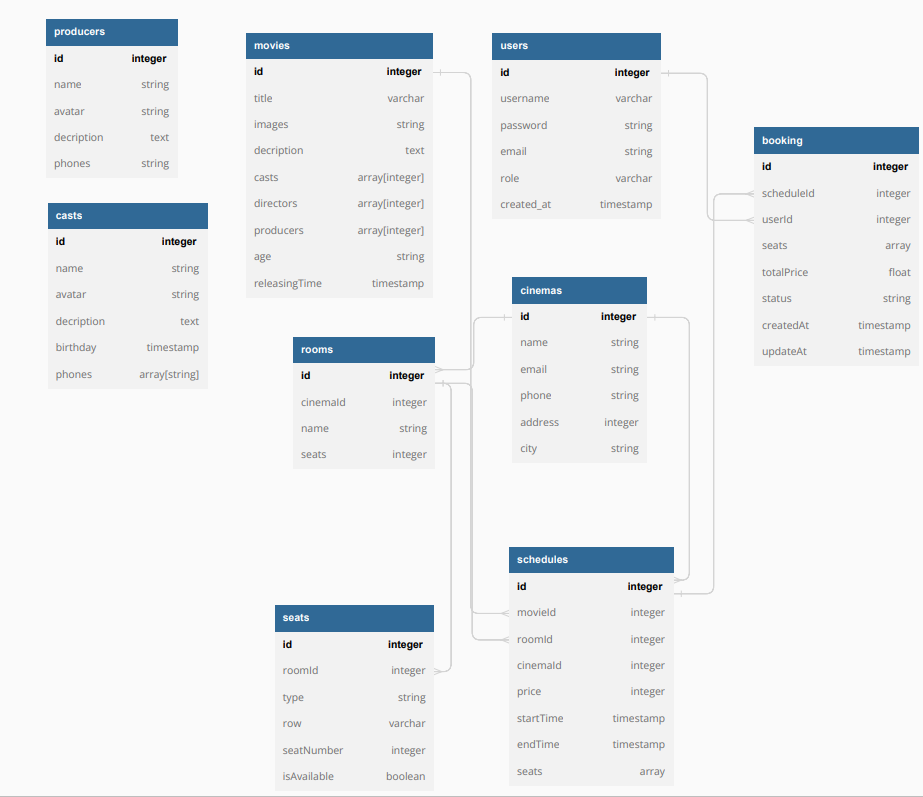 producers
id integer
name string
avatar string
decription text
phones string
casts
id integer
name string
avatar string
decription text
birthday timestamp
phones array[string]
movies
id integer
title varchar
images string
decription text
casts array[integer]
directors array[integer]
producers array[integer]
age string
releasingTime timestamp
users
id integer
username varchar
password string
email string
role varchar
created_at timestamp
booking
id integer
scheduleId integer
userId integer
seats array
totalPrice float
status string
createdAt timestamp
updateAt timestamp
cinemas
id integer
name string
email string
phone string
address integer
city string
rooms
id integer
cinemaId integer
name string
seats integer
schedules
id integer
movieId integer
roomId integer
cinemaId integer
price integer
startTime timestamp
endTime timestamp
seats array
seats
id integer
roomId integer
type string
row varchar
seatNumber integer
isAvailable boolean